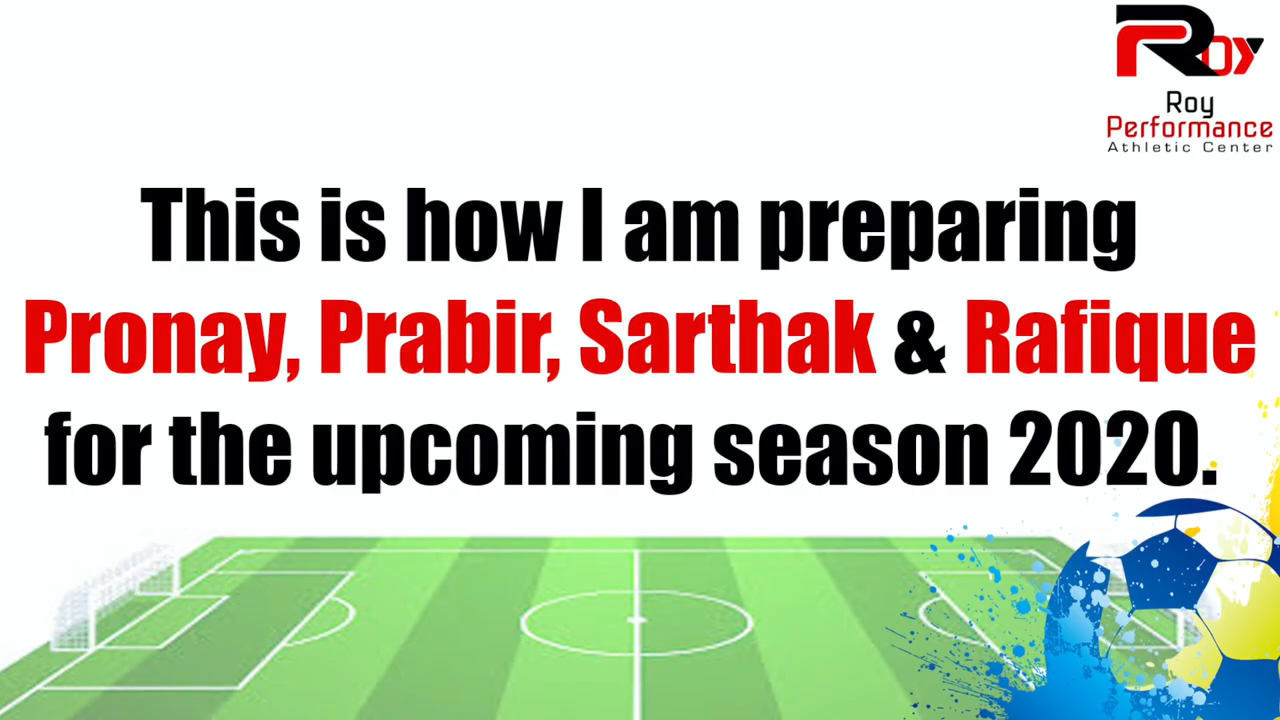 Roy
Roy
Performance
Athletic Center
This is how I am preparing
Pronay, Prabir, Sarthak & Rafique
for the upcoming season 2020.